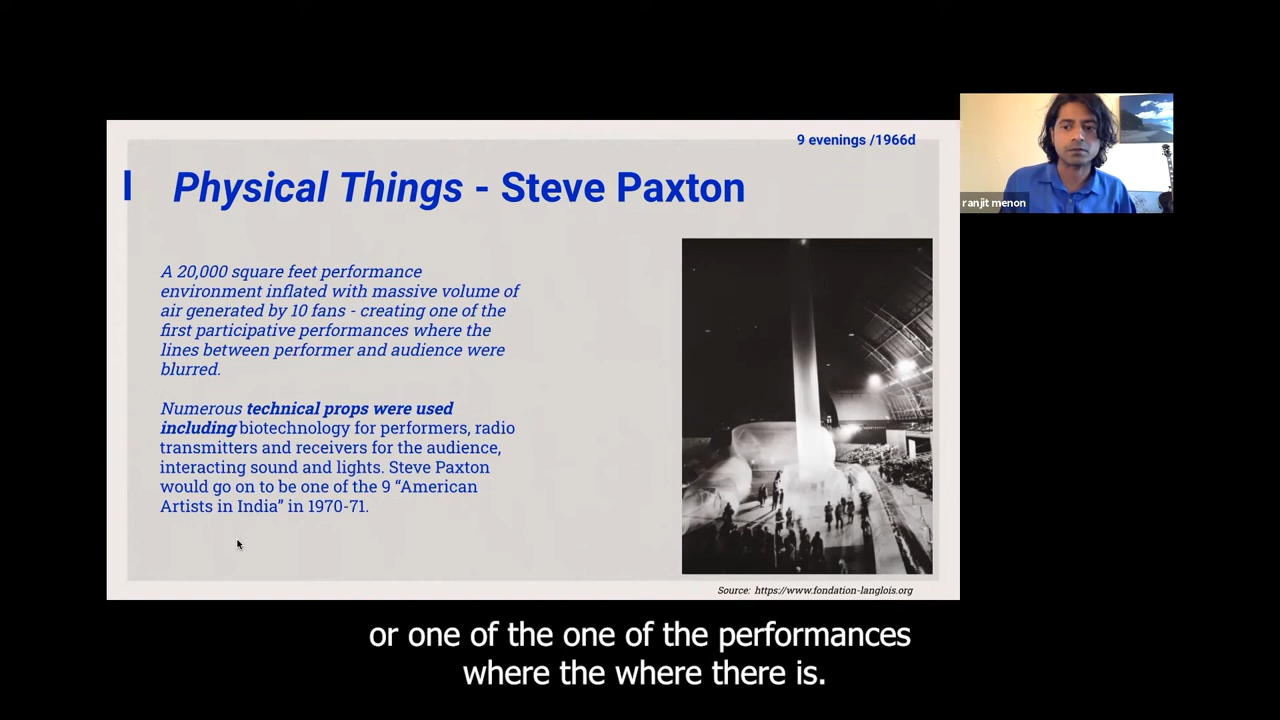 9 evenings /1966d
Physical Things - Steve Paxton
A 20,000 square feet performance
environment inflated with massive volume of
air generated by 10 fans - creating one of the
first participative performances where the
lines between performer and audience were
blurred.
Numerous technical props were used
including biotechnology for performers, radio
transmitters and receivers for the audience,
interacting sound and lights. Steve Paxton
would go on to be one of the 9 “American
Artists in India” in 1970-71.
Source: https://www.fondation-langlois.org
ranjit menon
or one of the one of the performances
where the where there is.